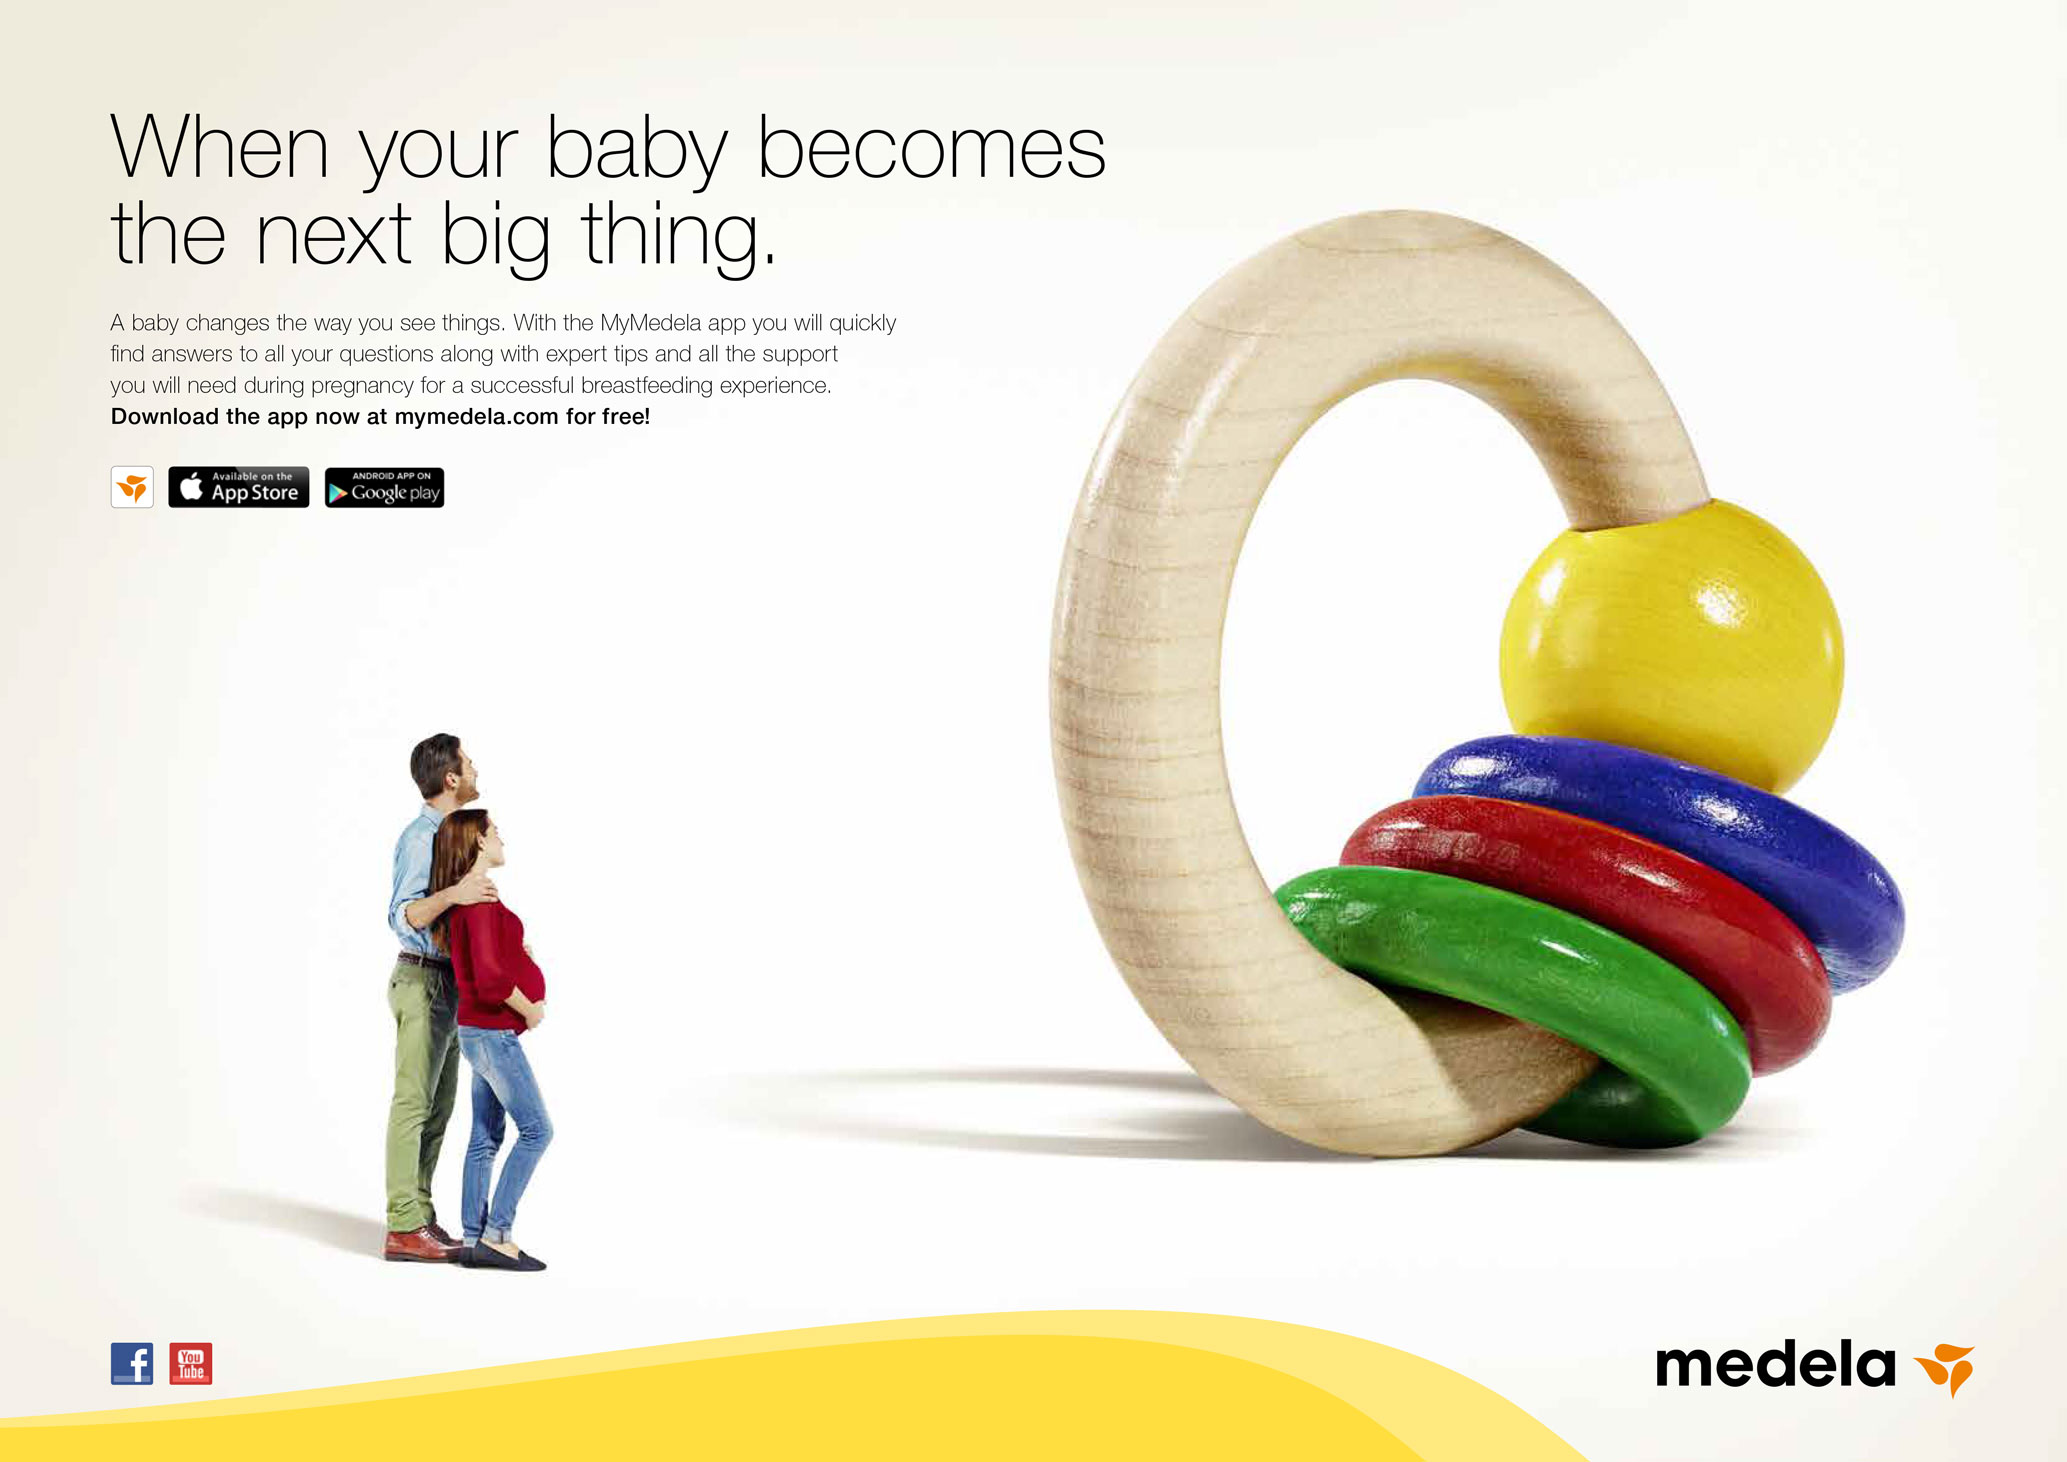 When your baby becomes
the next big thing.
A baby changes the way you see things. With the MyMedela app you will quickly
find answers to all your questions along with expert tips and all the support
you will need during pregnancy for a successful breastfeeding experience.
Download the app now at mymedela.com for free!
Available on the
App Store
ANDROID APP ON
Google play
f
You
Tube
medela